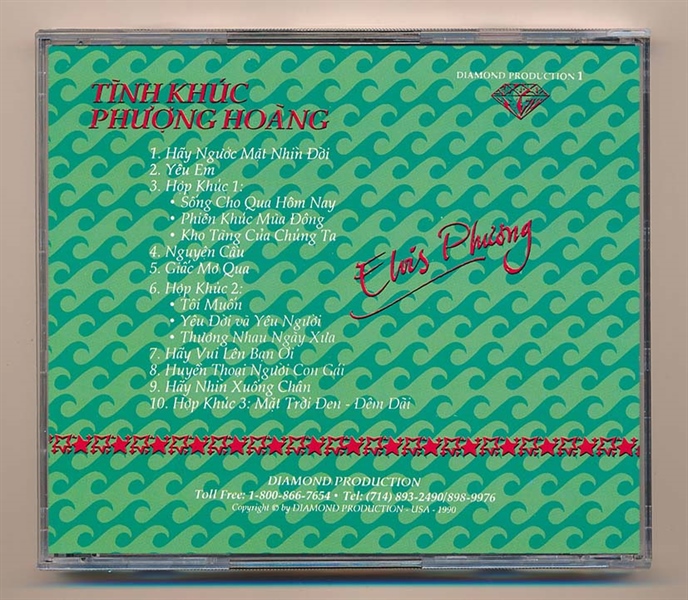 DIAMOND PRODUCTION 1
TÌNH KHÚC
PHƯỢNG HOÀNG
1. Hãy Ngước Mắt Nhìn Đời
2. Yêu Em
3. Hợp Khúc 1:
• Sống Cho Qua Hôm Nay
• Phiên Khúc Mùa Đông
• Kho Tàng Của Chúng Ta
4. Nguyện Cầu
5. Giấc Mơ Qua
6. Hợp Khúc 2:
• Tôi Muốn
• Yêu Đời và Yêu Người
• Thương Nhau Ngày Xưa
7. Hãy Vui Lên Bạn Ơi
8. Huyền Thoại Người Con Gái
9. Hãy Nhìn Xuống Chân
10. Hợp Khúc 3: Mặt Trời Đen - Đêm Dài
Elvis Phương
DIAMOND PRODUCTION
Toll Free: 1-800-866-7654 • Tel: (714) 893-2490/898-9976
Copyright © by DIAMOND PRODUCTION - USA - 1990